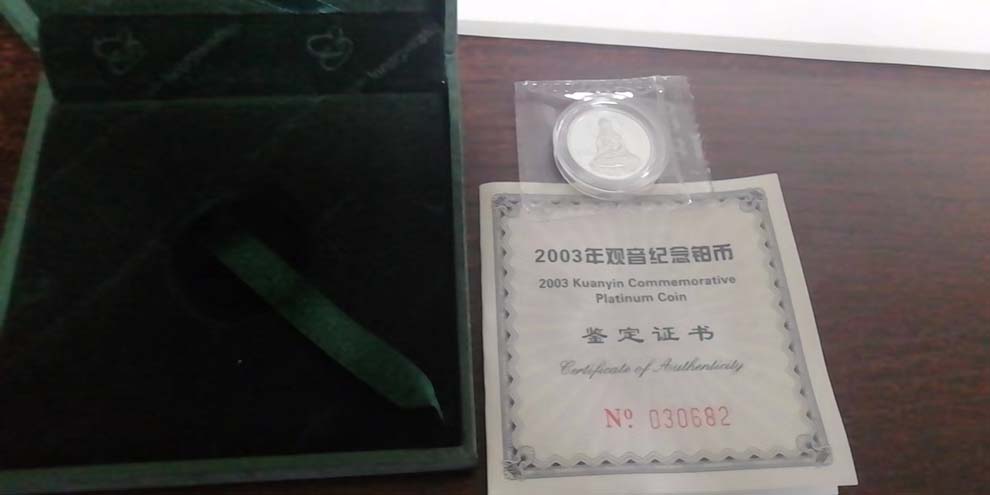 2003年观音纪念铂币
2003 Kuanyin Commemorative
Platinum Coin
鉴定证书
Certificate of Authenticity
Nº 030682